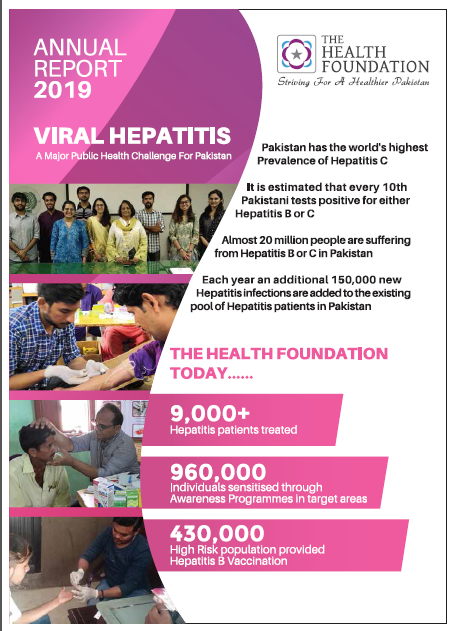 ANNUAL
REPORT
2019
THE
HEALTH
FOUNDATION
Striving For A Healthier Pakistan
VIRAL HEPATITIS
A Major Public Health Challenge For Pakistan
Pakistan has the world's highest
Prevalence of Hepatitis C
It is estimated that every 10th
Pakistani tests positive for either
Hepatitis B or C
Almost 20 million people are suffering
from Hepatitis B or C in Pakistan
Each year an additional 150,000 new
Hepatitis infections are added to the existing
pool of Hepatitis patients in Pakistan
THE HEALTH FOUNDATION
TODAY......
9,000+
Hepatitis patients treated
960,000
Individuals sensitised through
Awareness Programmes in target areas
430,000
High Risk population provided
Hepatitis B Vaccination